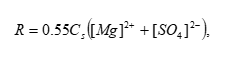 R = 0.55C_s([Mg]^{2+} + [SO_4]^{2-}),